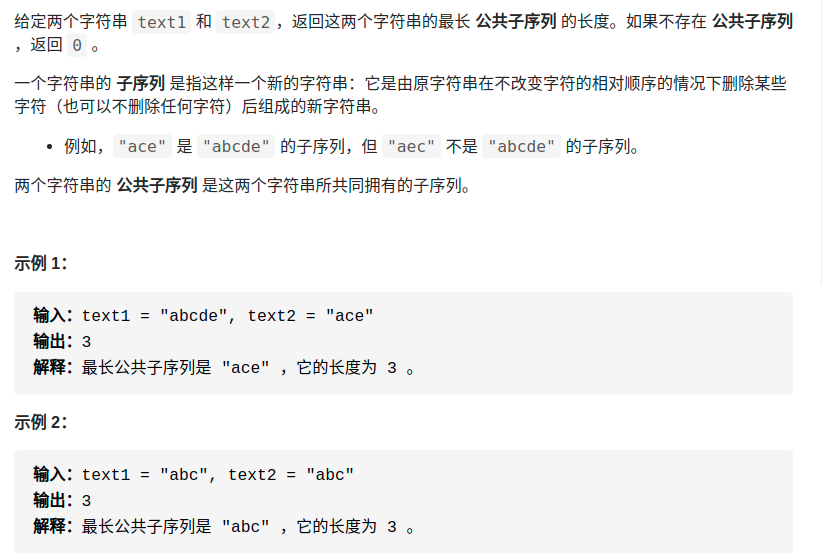 给定两个字符串 text1 和 text2，返回这两个字符串的最长 公共子序列 的长度。如果不存在 公共子序列
，返回 0 。
一个字符串的 子序列 是指这样一个新的字符串：它是由原字符串在不改变字符的相对顺序的情况下删除某些
字符（也可以不删除任何字符）后组成的新字符串。
• 例如，"ace" 是 "abcde" 的子序列，但 "aec" 不是 "abcde" 的子序列。
两个字符串的 公共子序列 是这两个字符串所共同拥有的子序列。
示例 1：
输入：text1 = "abcde", text2 = "ace"
输出：3
解释：最长公共子序列是 "ace" ，它的长度为 3 。
示例 2：
输入：text1 = "abc", text2 = "abc"
输出：3
解释：最长公共子序列是 "abc" ，它的长度为 3 。